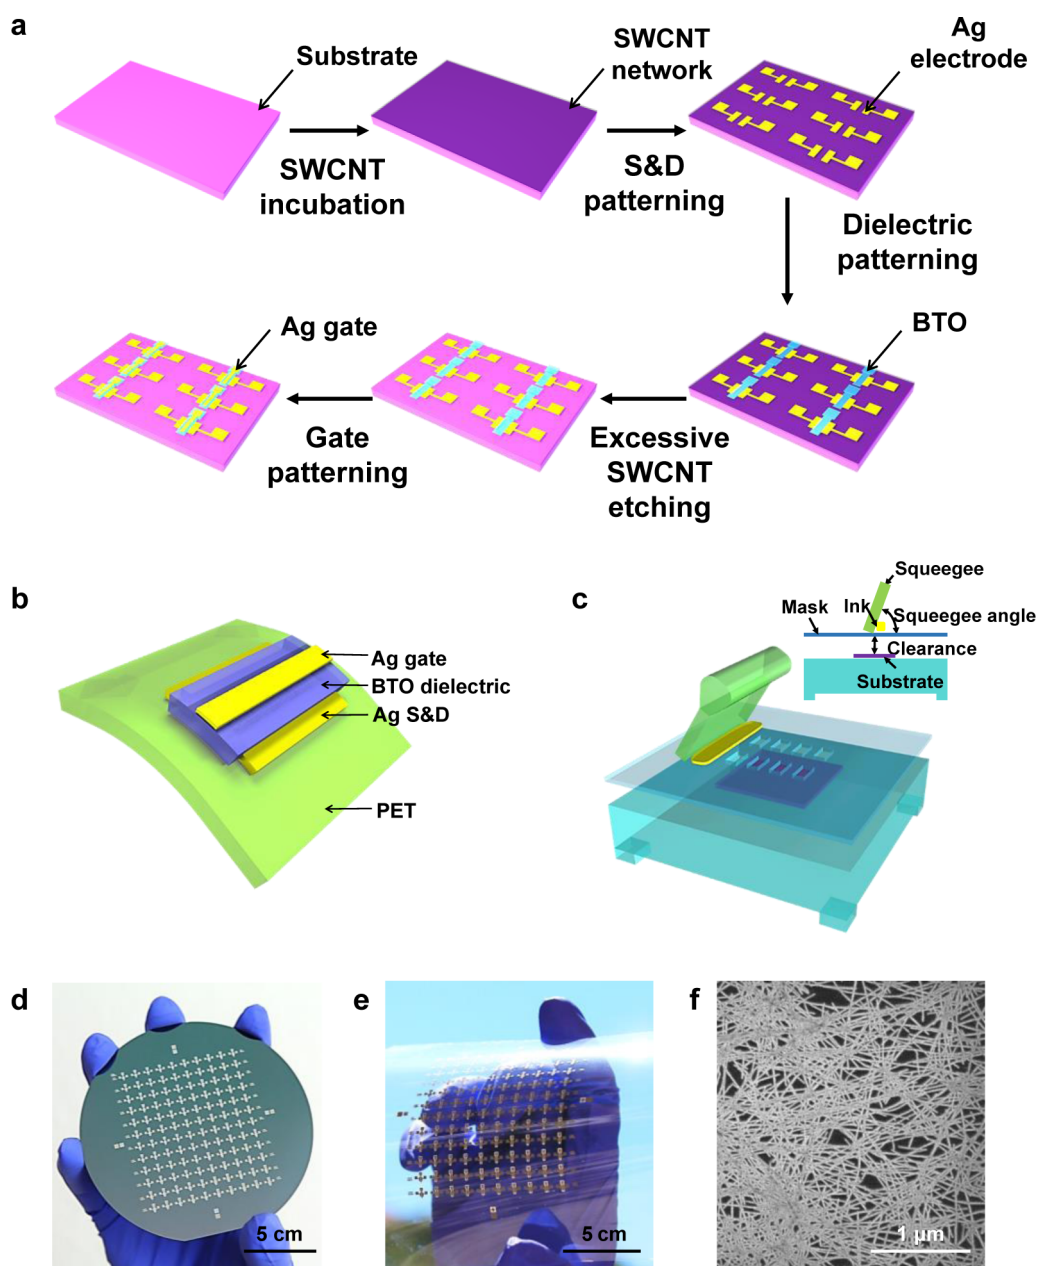 a
Substrate
SWCNT
network
Ag
electrode
SWCNT
incubation
S&D
patterning
Dielectric
patterning
Ag gate
BTO
Gate
patterning
Excessive
SWCNT
etching
b
Ag gate
BTO dielectric
Ag S&D
PET
c
Squeegee
Mask
Ink
Squeegee angle
Clearance
Substrate
d
5 cm
e
5 cm
f
1 µm